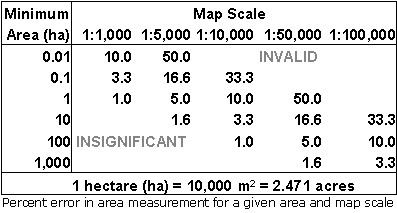 Minimum Map Scale
Area (ha) 1:1,000 1:5,000 1:10,000 1:50,000 1:100,000
0.01 10.0 50.0 INVALID
0.1 3.3 16.6 33.3
1 1.0 5.0 10.0 50.0
10 1.6 3.3 16.6 33.3
100 INSIGNIFICANT 1.0 5.0 10.0
1,000 1.6 3.3
1 hectare (ha) = 10,000 m² = 2.471 acres
Percent error in area measurement for a given area and map scale